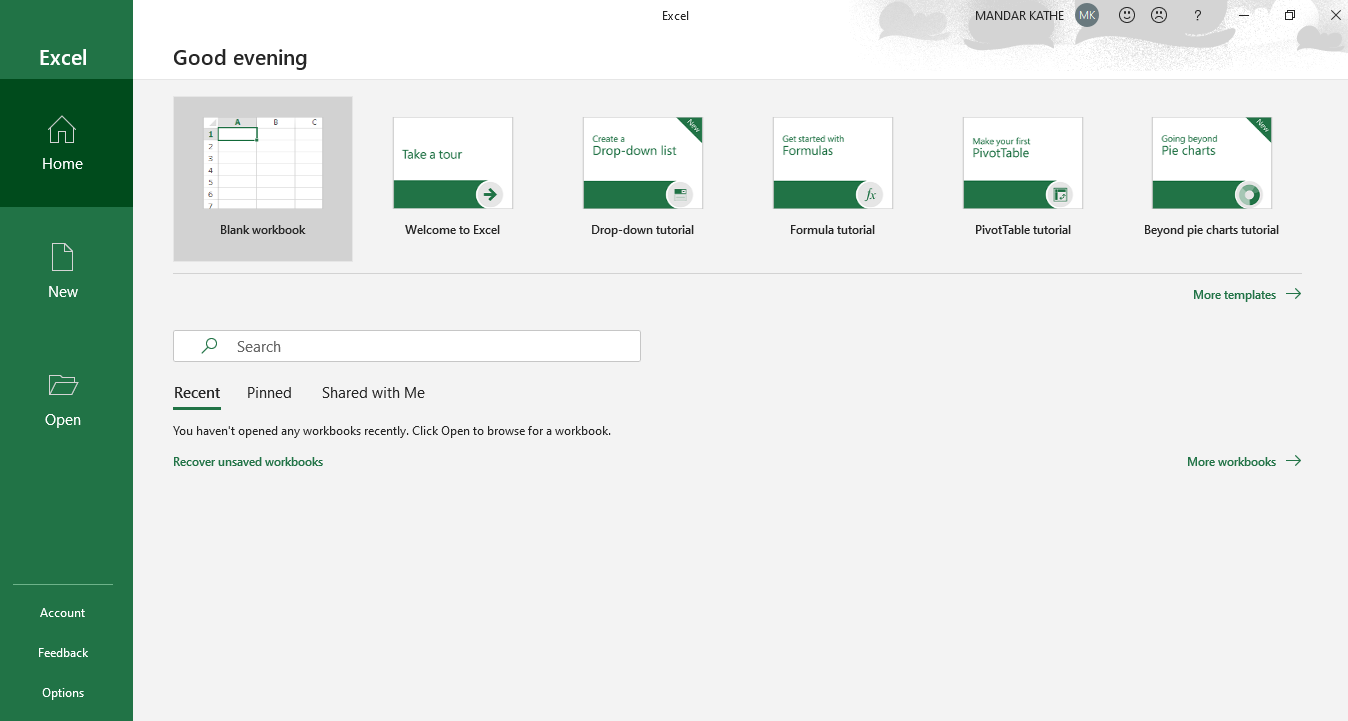 Excel
MANDAR KATHE MK ?
Excel
Good evening
Home
New
Open
Account
Feedback
Options
A B C
1
2
3
4
5
6
7
Blank workbook
Take a tour
Welcome to Excel
New
Create a
Drop-down list
Drop-down tutorial
Get started with
Formulas
fx
Formula tutorial
Make your first
PivotTable
PivotTable tutorial
New
Going beyond
Pie charts
Beyond pie charts tutorial
More templates
Search
Recent Pinned Shared with Me
You haven't opened any workbooks recently. Click Open to browse for a workbook.
Recover unsaved workbooks
More workbooks